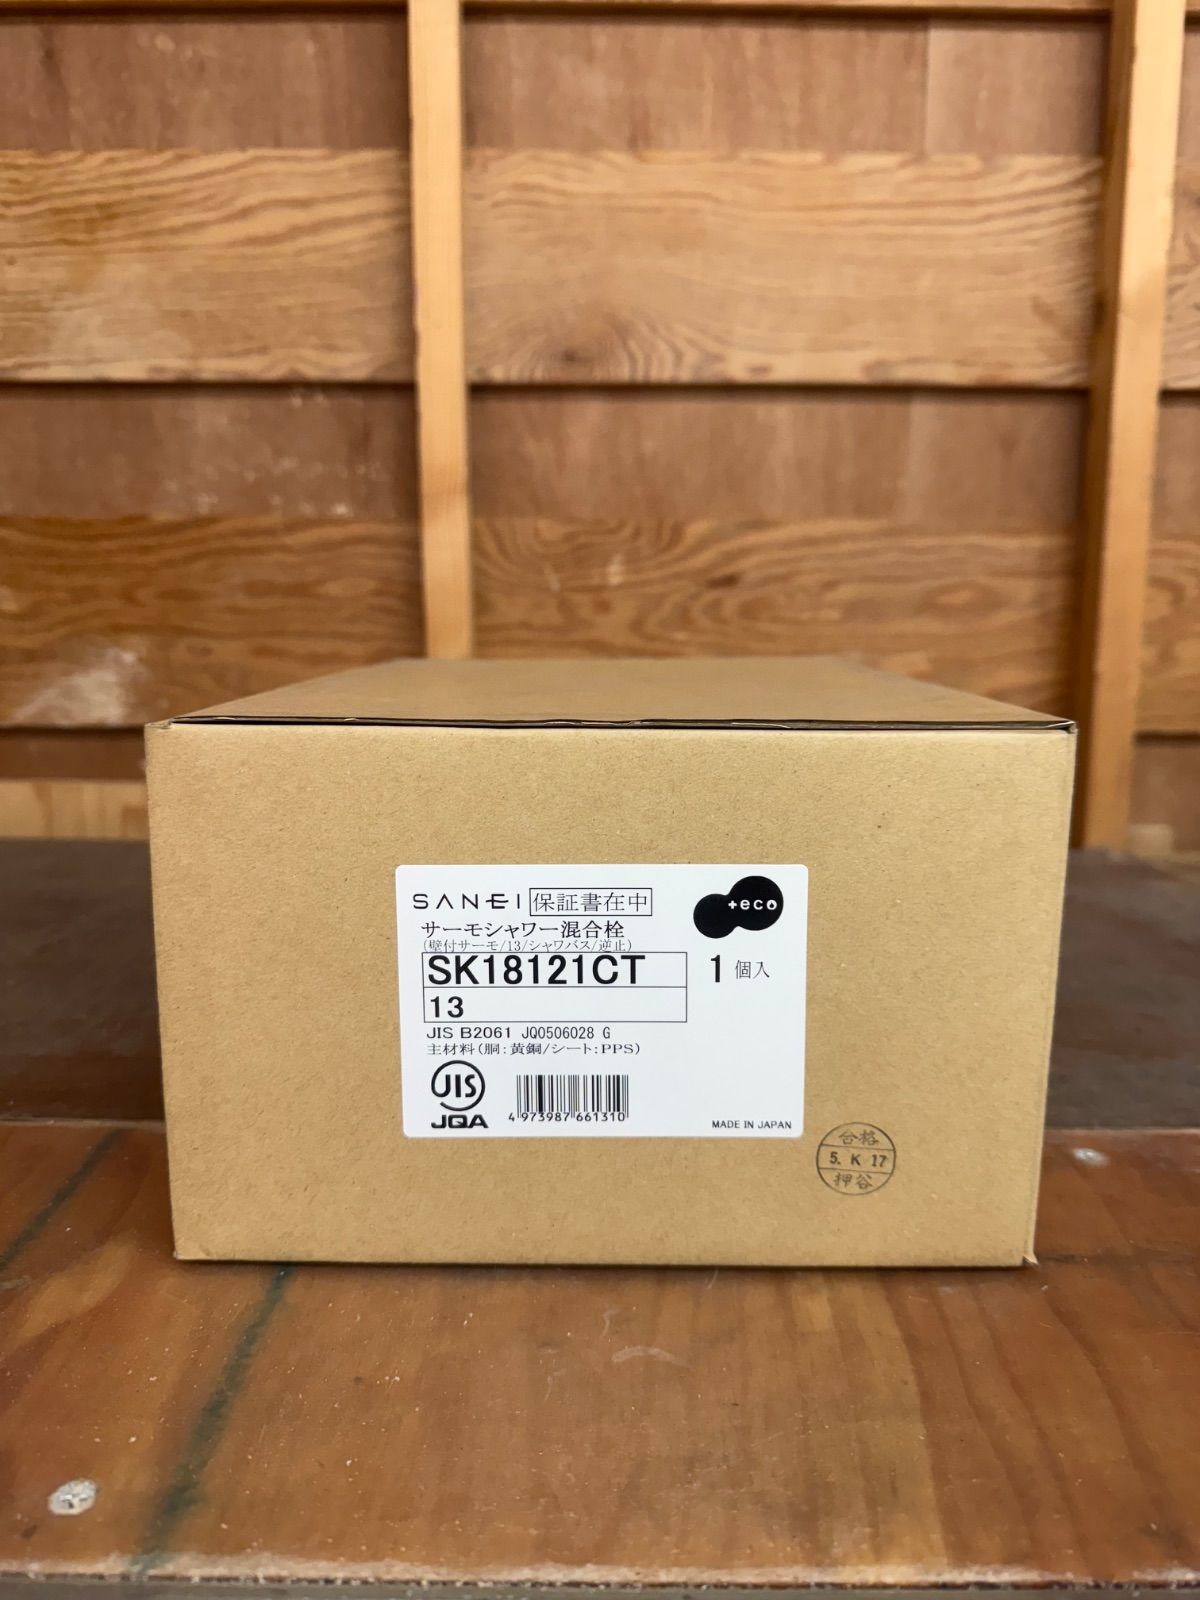 SANEI 保証書在中
+eco
サーモシャワー混合栓
(壁付サーモ/13/シャワバス/逆止)
SK18121CT
1 個入
13
JIS B2061 JQ0506028 G
主材料(胴:黄銅/シート:PPS)
JIS
JQA
4 973987 661310
MADE IN JAPAN
合格
5. K 17
押谷